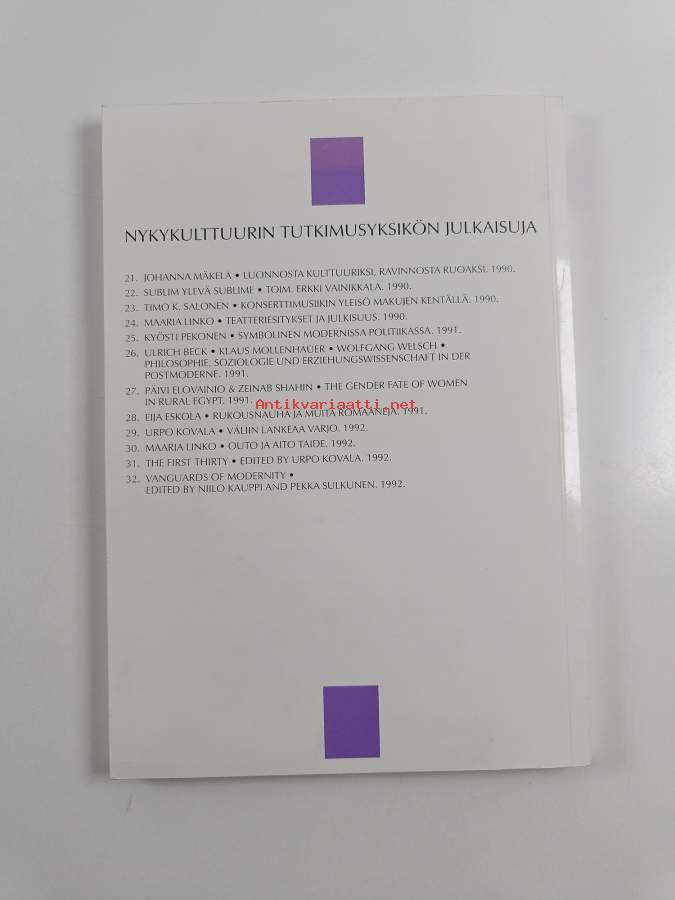 NYKYKULTTUURIN TUTKIMUSYKSIKÖN JULKAISUJA
21. JOHANNA MÄKELÄ • LUONNOSTA KULTTUURIKSI, RAVINNOSTA RUOAKSI. 1990.
22. SUBLIM YLEVÄ SUBLIME • TOIM. ERKKI VAINIKKALA. 1990.
23. TIMO K. SALONEN • KONSERTTIMUSIIKIN YLEISÖ MAKUJEN KENTÄLLÄ. 1990.
24. MAARIA LINKO • TEATTERIESITYKSET JA JULKISUUS. 1990.
25. KYÖSTI PEKONEN • SYMBOLINEN MODERNISSA POLITIIKASSA. 1991.
26. ULRICH BECK • KLAUS MOLLENHAUER • WOLFGANG WELSCH •
PHILOSOPHIE, SOZIOLOGIE UND ERZIEHUNGSWISSENSCHAFT IN DER
POSTMODERNE. 1991.
27. PÄIVI ELOVAINIO & ZEINAB SHAHIN • THE GENDER FATE OF WOMEN
IN RURAL EGYPT. 1991.
Antikvariaatti.net
28. EIJA ESKOLA • RUKOUSNAUHA JA MUITA ROMAANEJA. 1991.
29. URPO KOVALA • VÄLIIN LANKEAA VARJO. 1992.
30. MAARIA LINKO • OUTO JA AITO TAIDE. 1992.
31. THE FIRST THIRTY • EDITED BY URPO KOVALA. 1992.
32. VANGUARDS OF MODERNITY •
EDITED BY NIILO KAUPPI AND PEKKA SULKUNEN. 1992.